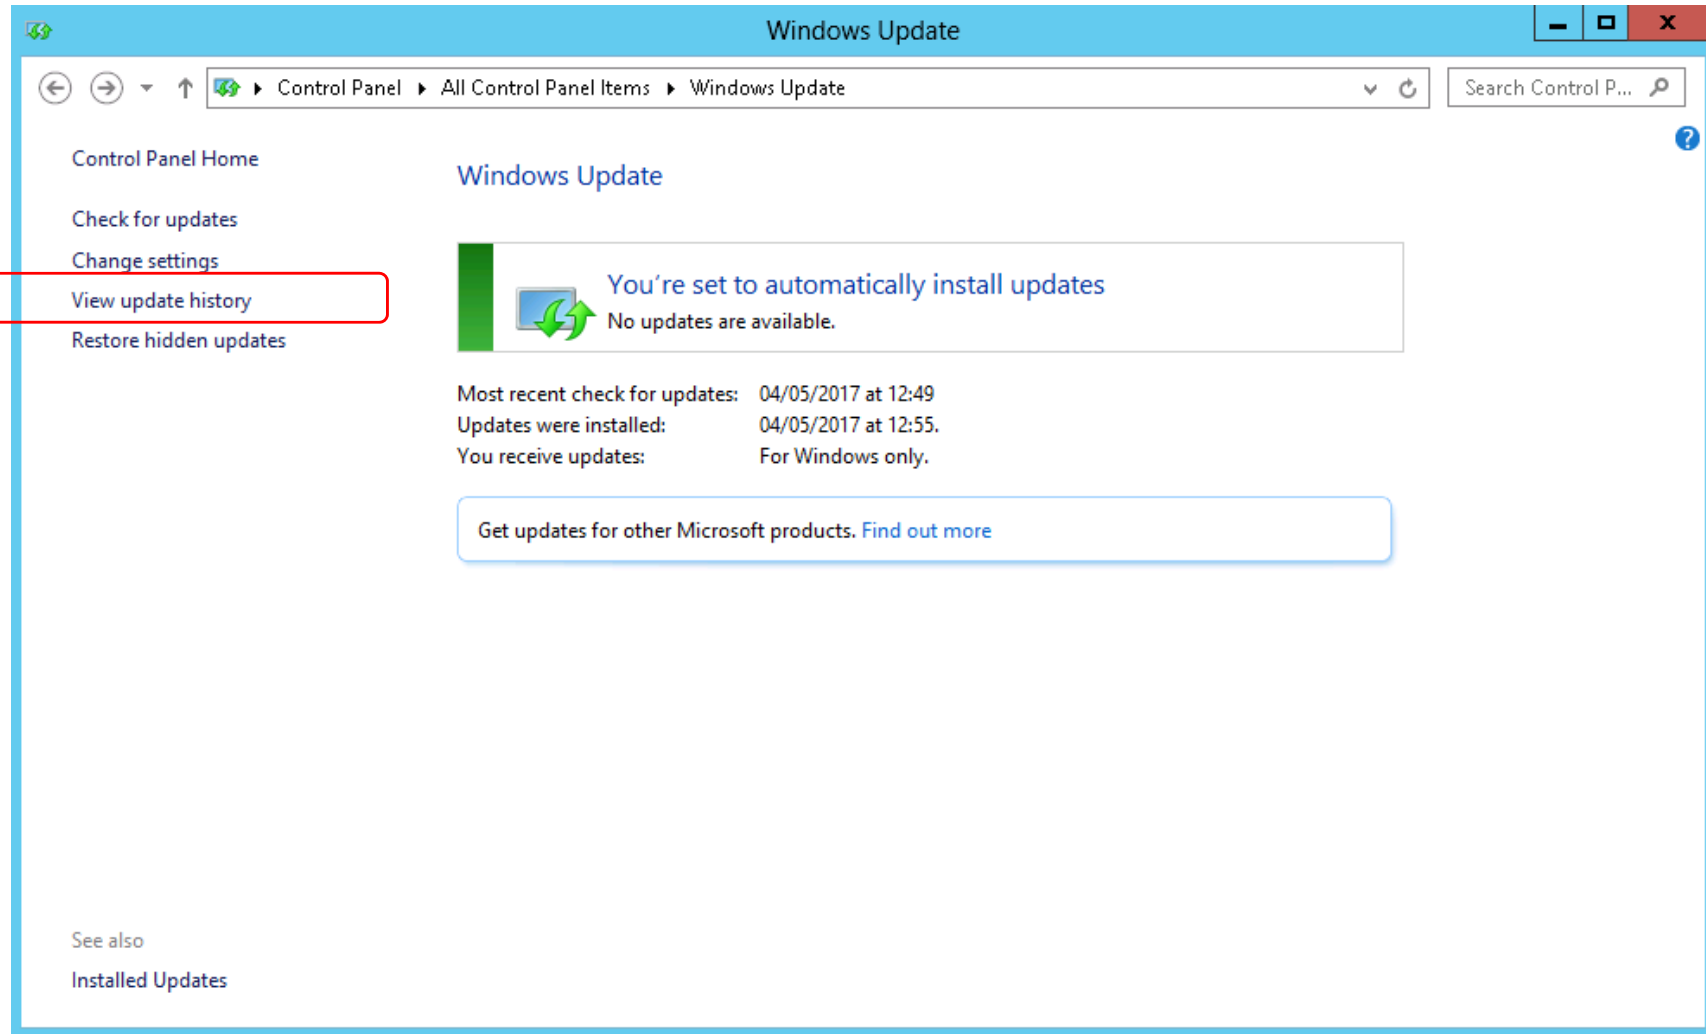 Windows Update
Control Panel ▸ All Control Panel Items ▸ Windows Update
Search Control P...
Control Panel Home
Check for updates
Change settings
View update history
Restore hidden updates
Windows Update
You're set to automatically install updates
No updates are available.
Most recent check for updates: 04/05/2017 at 12:49
Updates were installed: 04/05/2017 at 12:55.
You receive updates: For Windows only.
Get updates for other Microsoft products. Find out more
See also
Installed Updates